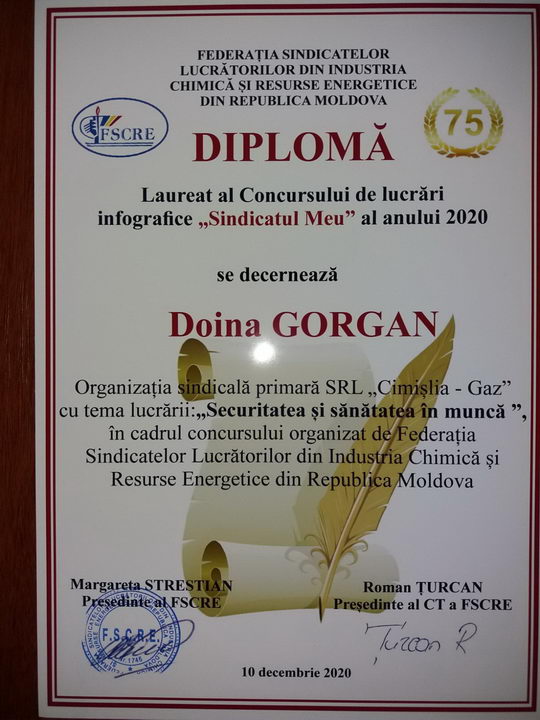 FEDERAȚIA SINDICATELOR
LUCRĂTORILOR DIN INDUSTRIA
CHIMICĂ ȘI RESURSE ENERGETICE
DIN REPUBLICA MOLDOVA
FSCRE
75
DIPLOMĂ
Laureat al Concursului de lucrări
infografice „Sindicatul Meu” al anului 2020
se decernează
Doina GORGAN
Organizația sindicală primară SRL „Cimișlia - Gaz”
cu tema lucrării:„Securitatea și sănătatea în muncă ”,
în cadrul concursului organizat de Federația
Sindicatelor Lucrătorilor din Industria Chimică și
Resurse Energetice din Republica Moldova
Margareta STRESTIAN
Președinte al FSCRE
Roman ȚURCAN
Președinte al CT a FSCRE
F.S.C.R.E.
Țurcan R
10 decembrie 2020